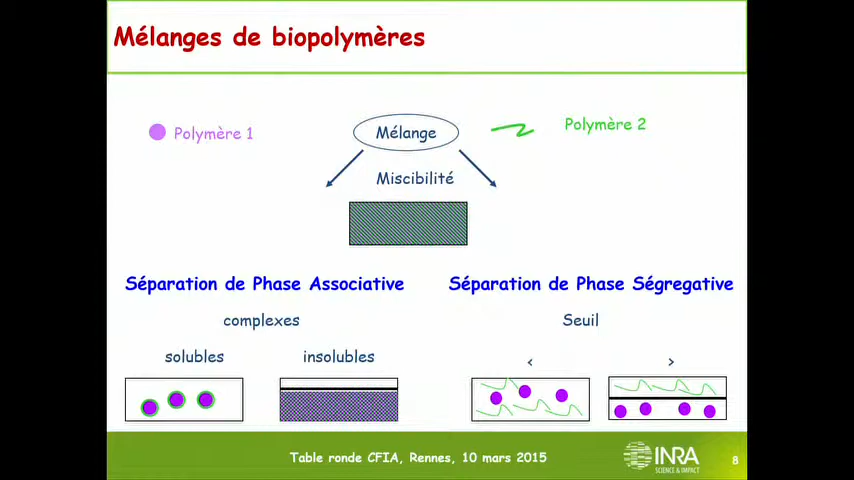 Mélanges de biopolymères
Polymère 1
Mélange
Polymère 2
Miscibilité
Séparation de Phase Associative
Séparation de Phase Ségregative
complexes
Seuil
solubles
insolubles
<
>
Table ronde CFIA, Rennes, 10 mars 2015
INRA
SCIENCE & IMPACT
8